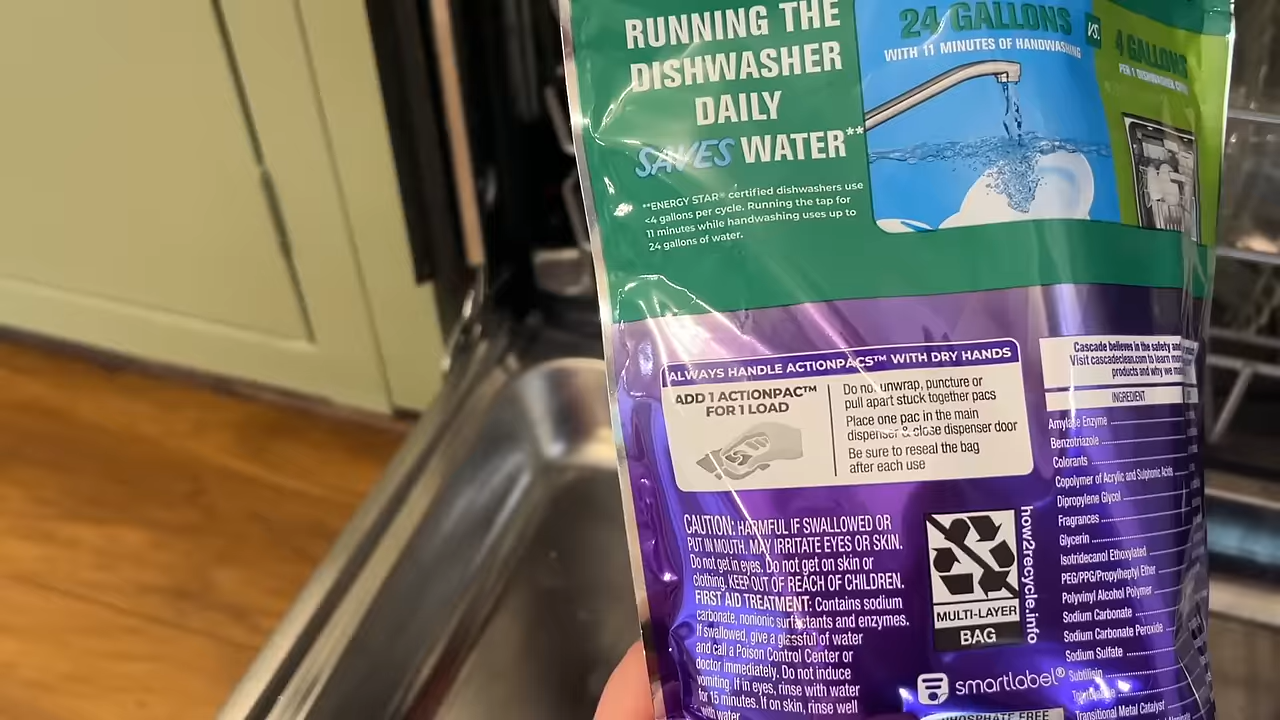 RUNNING THE
DISHWASHER
DAILY
SAVES WATER**
**ENERGY STAR® certified dishwashers use
<4 gallons per cycle. Running the tap for
11 minutes while handwashing uses up to
24 gallons of water.
24 GALLONS
WITH 11 MINUTES OF HANDWASHING
VS.
4 GALLONS
PER 1 DISHWASHER
ALWAYS HANDLE ACTIONPACS™ WITH DRY HANDS
ADD 1 ACTIONPAC™
FOR 1 LOAD
Do not unwrap, puncture or
pull apart stuck together pacs
Place one pac in the main
dispenser & close dispenser door
Be sure to reseal the bag
after each use
CAUTION: HARMFUL IF SWALLOWED OR
PUT IN MOUTH. MAY IRRITATE EYES OR SKIN.
Do not get in eyes. Do not get on skin or
clothing. KEEP OUT OF REACH OF CHILDREN.
FIRST AID TREATMENT: Contains sodium
carbonate, nonionic surfactants and enzymes.
If swallowed, give a glassful of water
and call a Poison Control Center or
doctor immediately. Do not induce
vomiting. If in eyes, rinse with water
for 15 minutes. If on skin, rinse well
with water.
MULTI-LAYER
BAG
how2recycle.info
smartlabel®
PHOSPHATE FREE
Cascade believes in the safety and
Visit cascadeclean.com to learn
products and why we
INGREDIENT
Amylase Enzyme
Benzotriazole
Colorants
Copolymer of Acrylic and Sulphonic Acids
Dipropylene Glycol
Fragrances
Glycerin
Isotridecanol Ethoxylated
PEG/PPG/Propylheptyl Ether
Polyvinyl Alcohol Polymer
Sodium Carbonate
Sodium Carbonate Peroxide
Sodium Sulfate
Subtilisin
Transitional Metal Catalyst